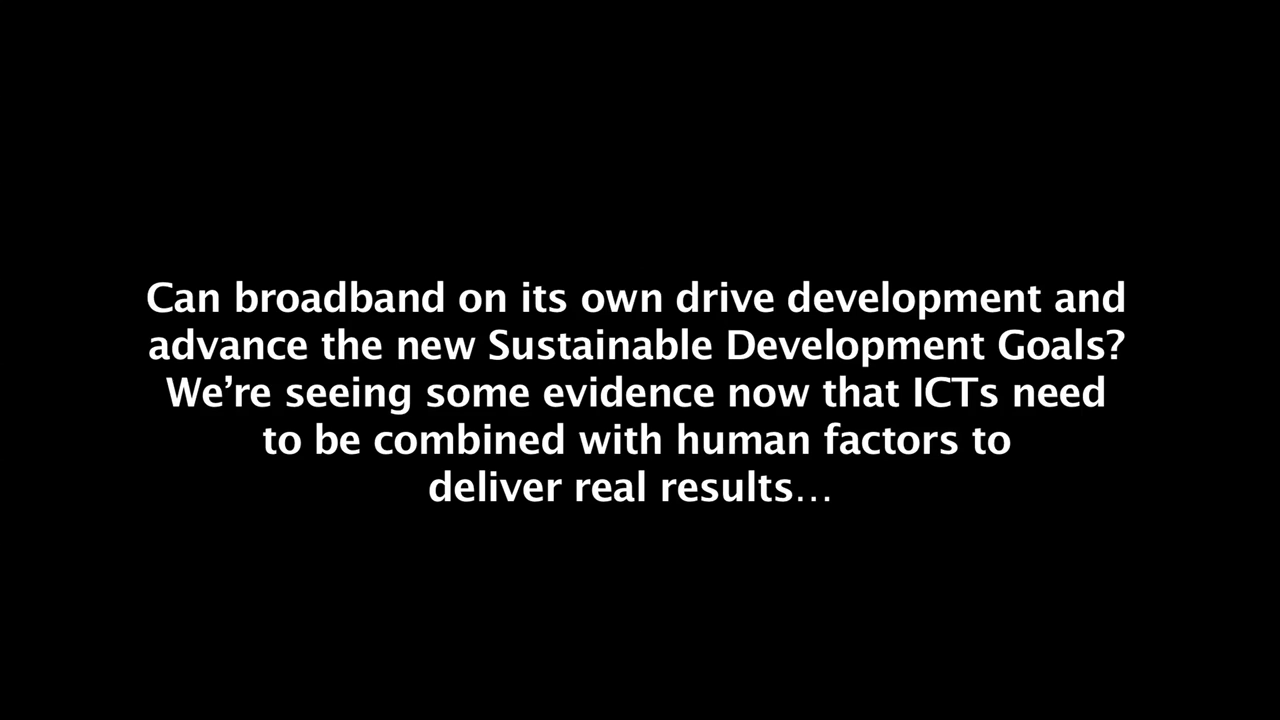 Can broadband on its own drive development and
advance the new Sustainable Development Goals?
We’re seeing some evidence now that ICTs need
to be combined with human factors to
deliver real results…